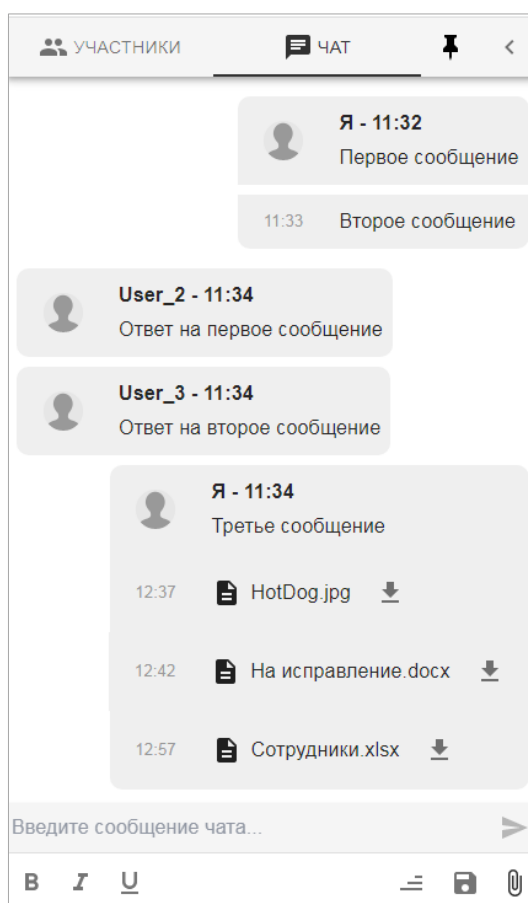 УЧАСТНИКИ ЧАТ
Я - 11:32
Первое сообщение
11:33 Второе сообщение
User_2 - 11:34
Ответ на первое сообщение
User_3 - 11:34
Ответ на второе сообщение
Я - 11:34
Третье сообщение
12:37 HotDog.jpg
12:42 На исправление.docx
12:57 Сотрудники.xlsx
Введите сообщение чата...
B I U